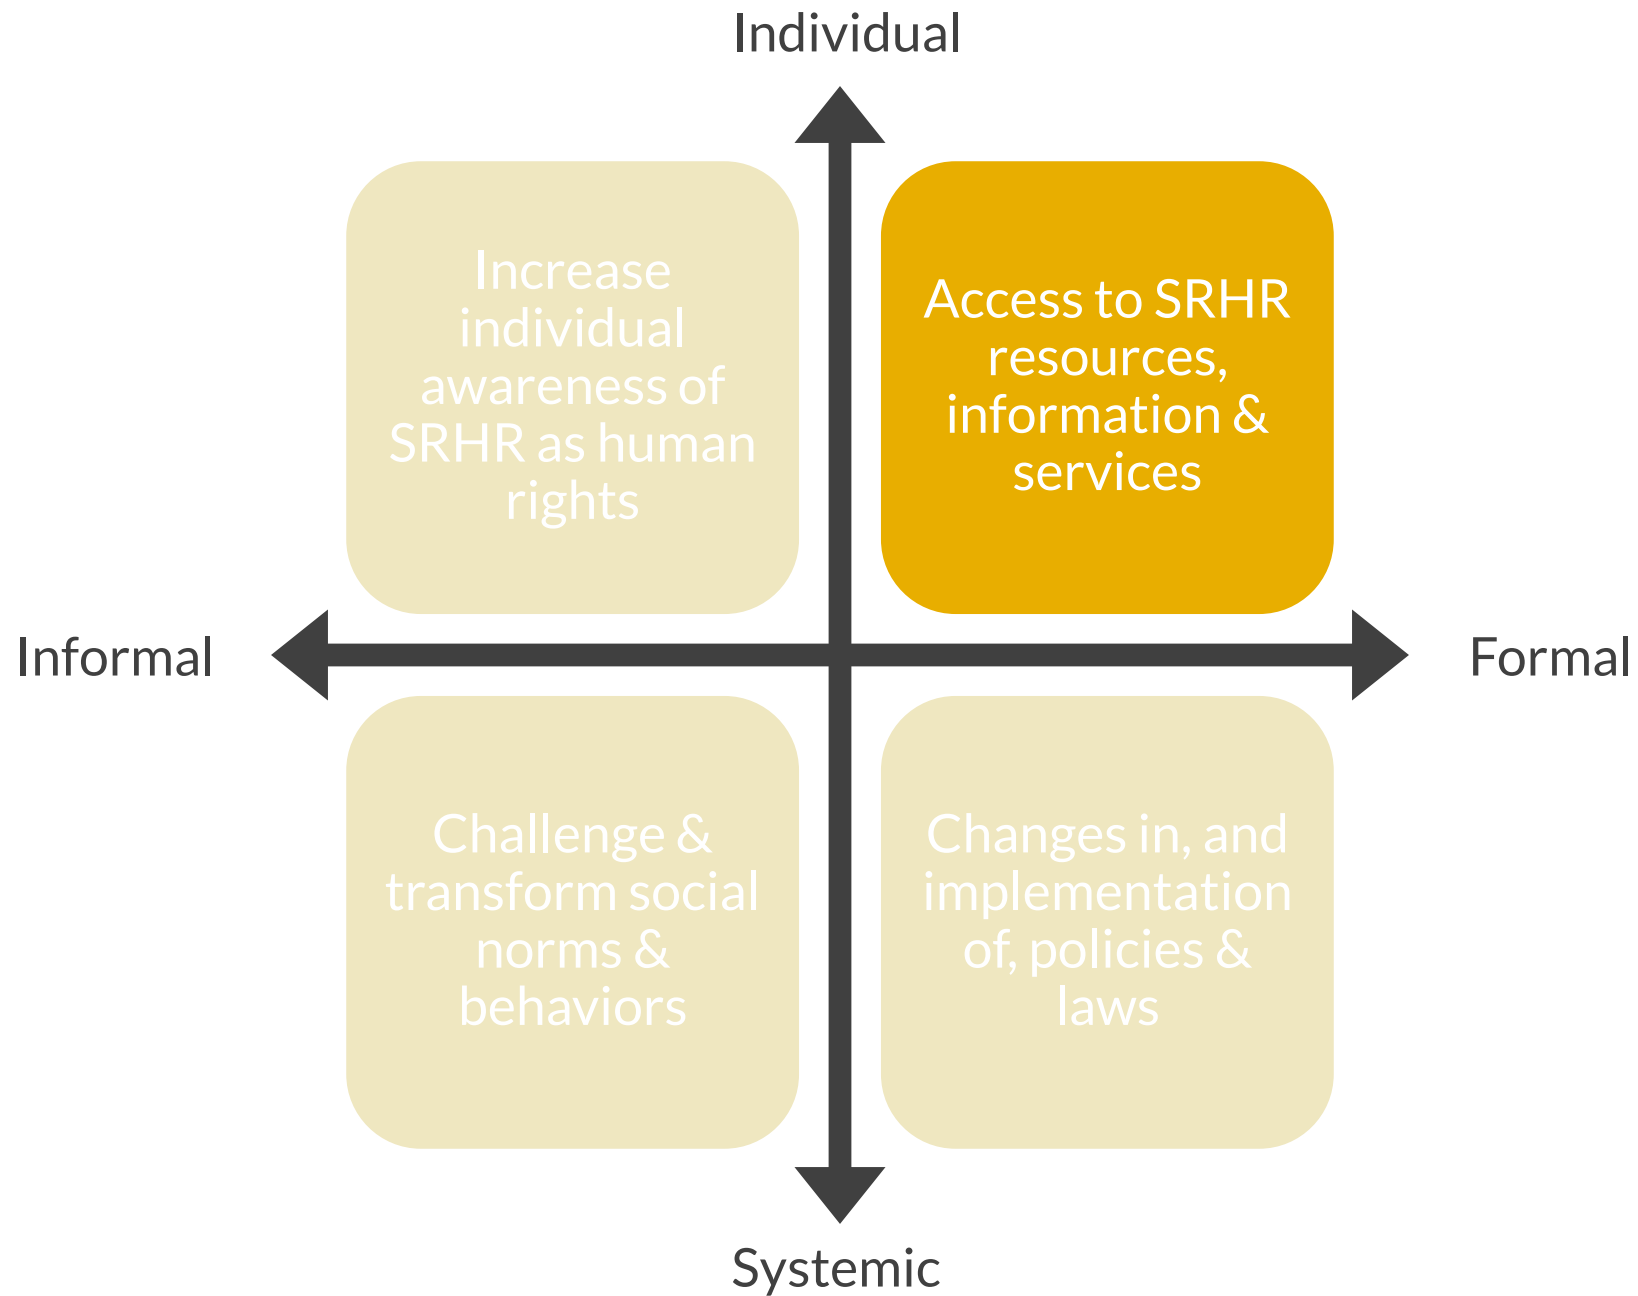 Individual
Increase
individual
awareness of
SRHR as human
rights
Access to SRHR
resources,
information &
services
Informal
Formal
Challenge &
transform social
norms &
behaviors
Changes in, and
implementation
of, policies &
laws
Systemic